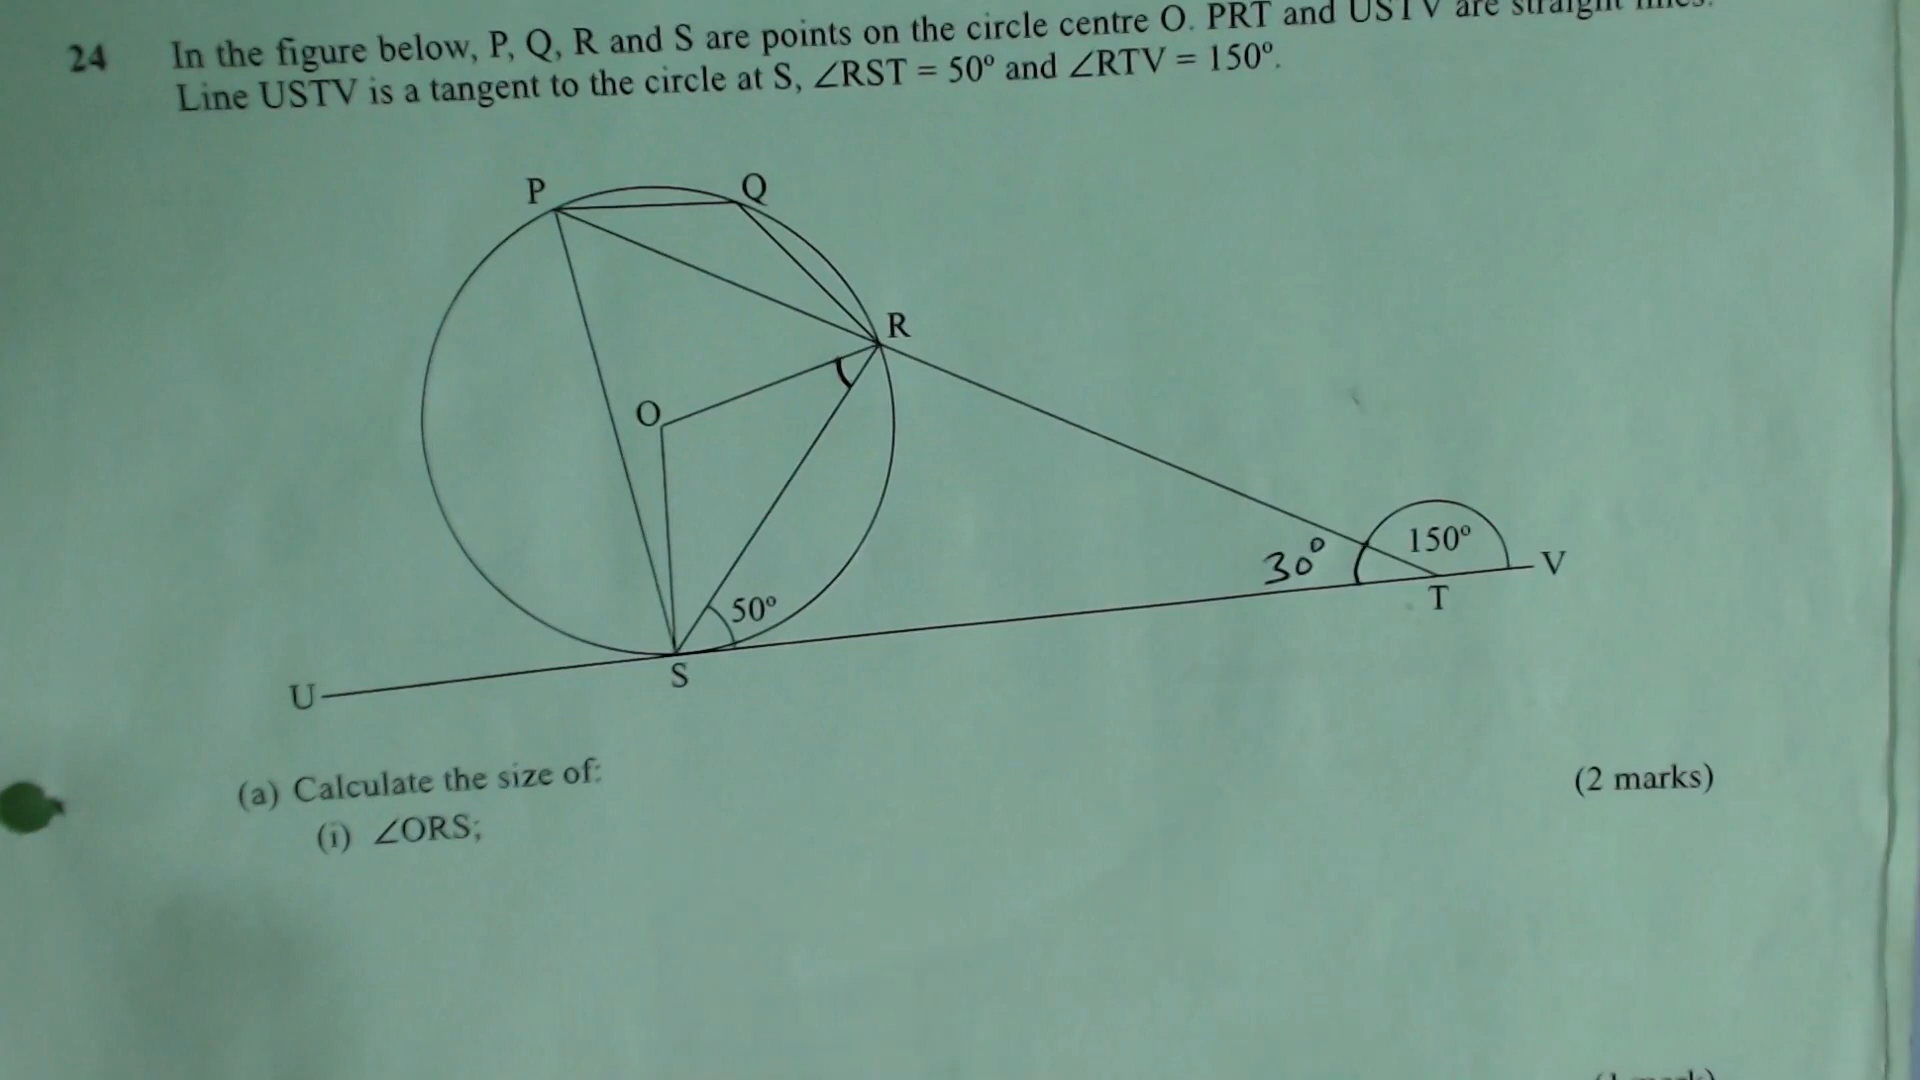 24 In the figure below, P, Q, R and S are points on the circle centre O. PRT and USTV are straight lines.
Line USTV is a tangent to the circle at S, ∠RST = 50° and ∠RTV = 150°.
P
Q
R
O
150°
30°
V
T
50°
S
U
(a) Calculate the size of:
(2 marks)
(i) ∠ORS;